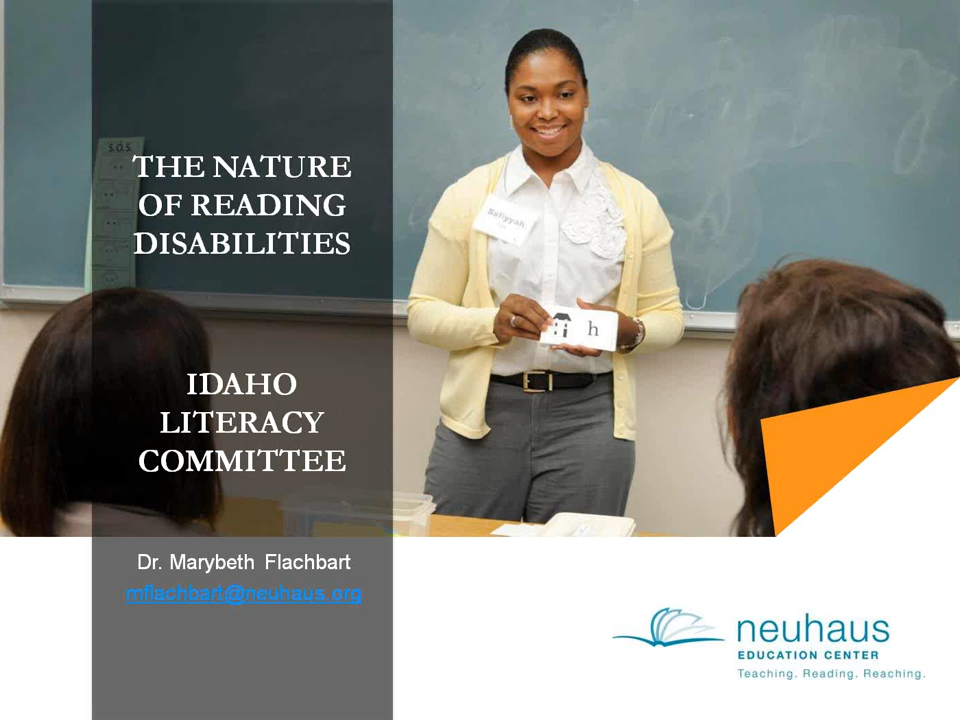 S.O.S.
THE NATURE
OF READING
DISABILITIES
Safiyyah
h
IDAHO
LITERACY
COMMITTEE
Dr. Marybeth Flachbart
mflachbart@neuhaus.org
neuhaus
EDUCATION CENTER
Teaching. Reading. Reaching.